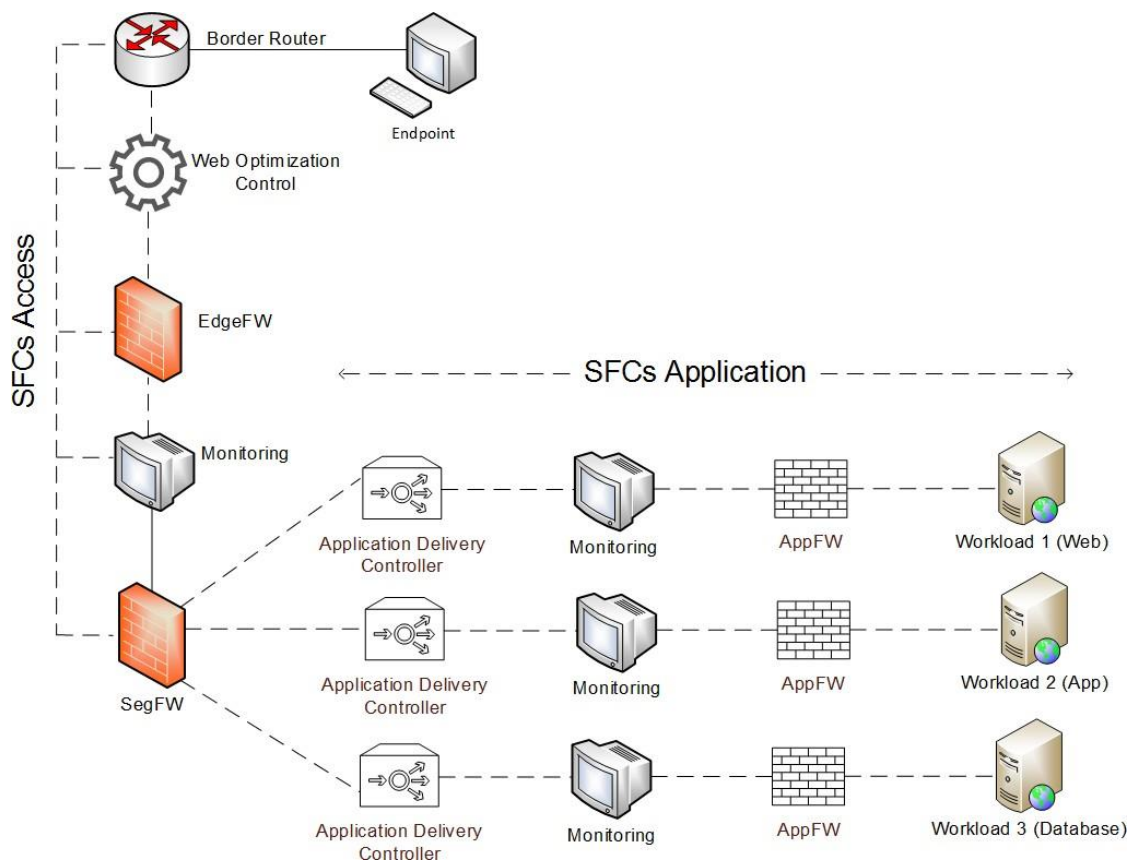 Border Router
Endpoint
Web Optimization
Control
SFCs Access
EdgeFW
SFCs Application
Monitoring
Application Delivery
Controller
Monitoring
AppFW
Workload 1 (Web)
SegFW
Application Delivery
Controller
Monitoring
AppFW
Workload 2 (App)
Application Delivery
Controller
Monitoring
AppFW
Workload 3 (Database)